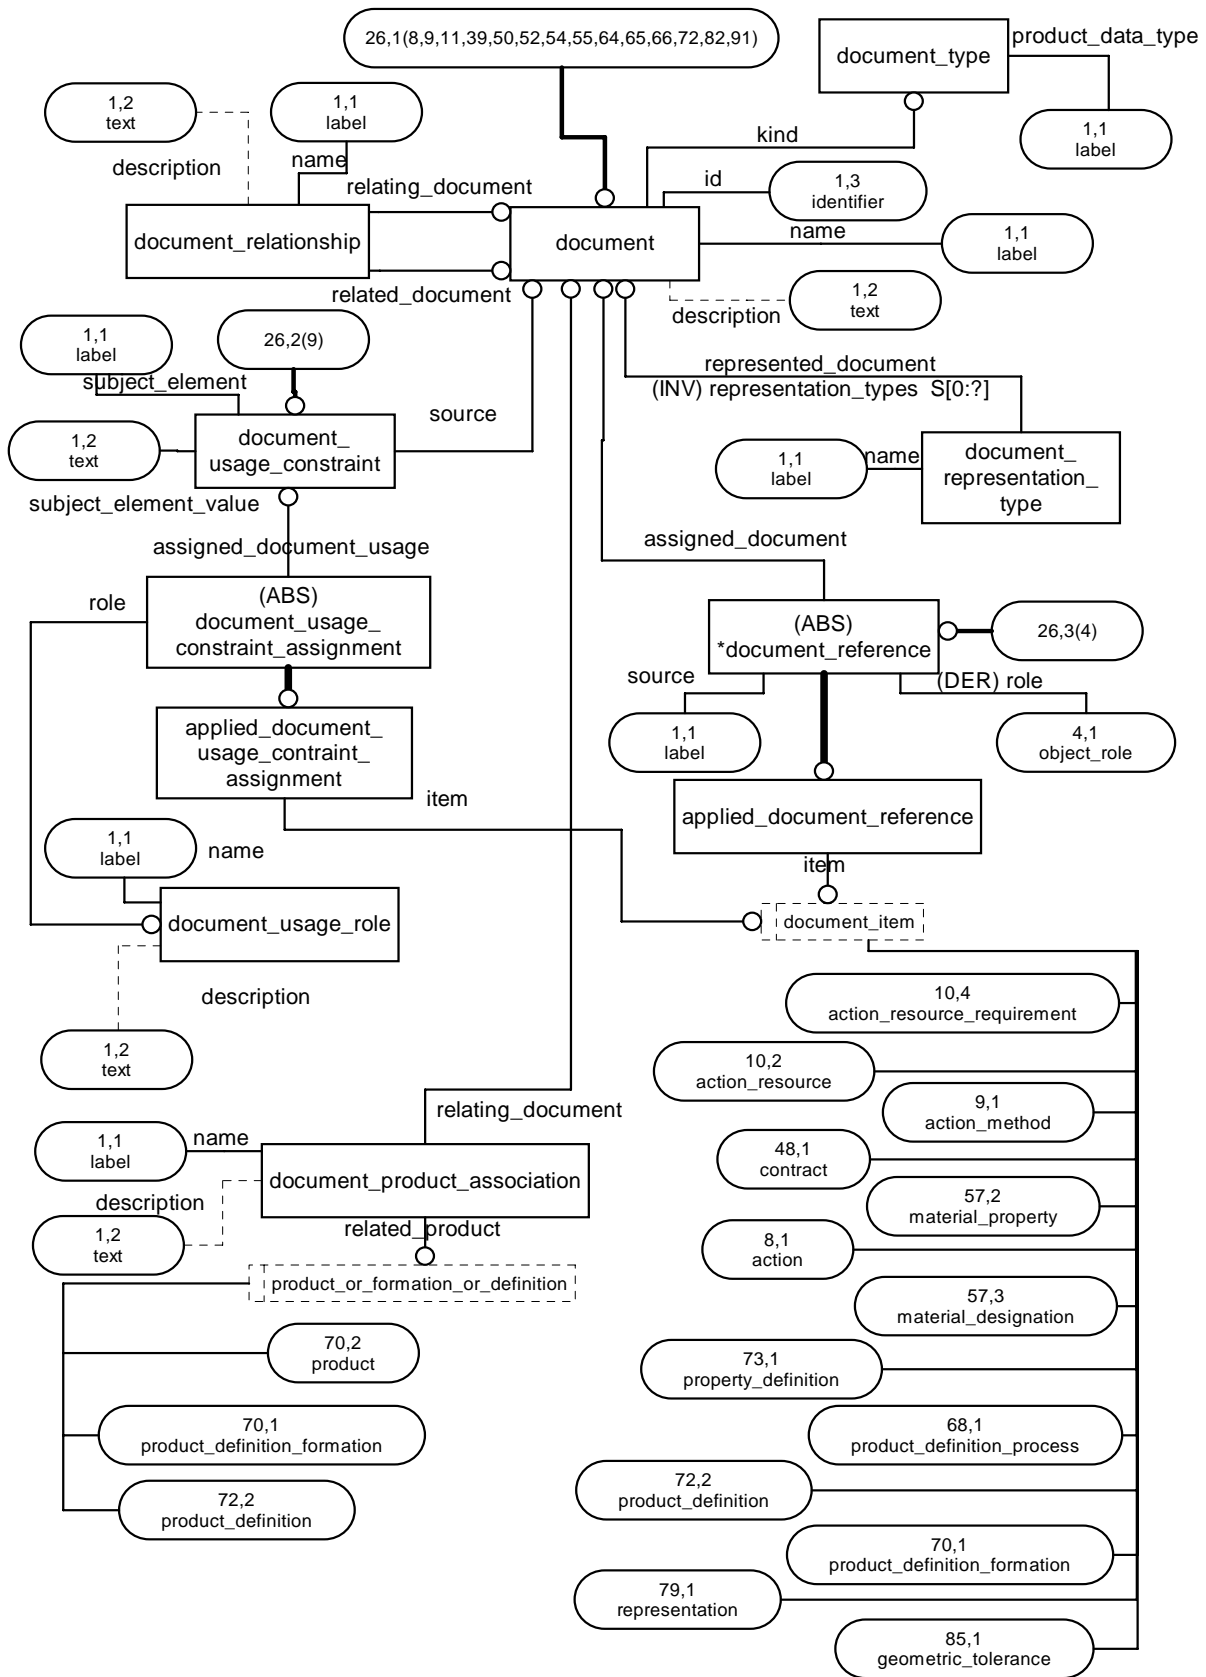 26,1(8,9,11,39,50,52,54,55,64,65,66,72,82,91)
document_type
product_data_type
1,1
label
1,2
text
1,1
label
description
name
kind
id
1,3
identifier
relating_document
document_relationship
document
name
1,1
label
related_document
description
1,2
text
1,1
label
26,2(9)
subject_element
represented_document
(INV) representation_types S[0:?]
source
document_
usage_constraint
1,2
text
subject_element_value
name
1,1
label
document_
representation_
type
assigned_document_usage
assigned_document
role
(ABS)
document_usage_
constraint_assignment
(ABS)
*document_reference
26,3(4)
source
(DER) role
1,1
label
4,1
object_role
applied_document_
usage_contraint_
assignment
item
applied_document_reference
item
1,1
label
name
document_usage_role
document_item
description
1,2
text
10,4
action_resource_requirement
10,2
action_resource
9,1
action_method
relating_document
1,1
label
name
48,1
contract
document_product_association
description
57,2
material_property
related_product
1,2
text
8,1
action
product_or_formation_or_definition
57,3
material_designation
70,2
product
73,1
property_definition
70,1
product_definition_formation
68,1
product_definition_process
72,2
product_definition
72,2
product_definition
70,1
product_definition_formation
79,1
representation
85,1
geometric_tolerance